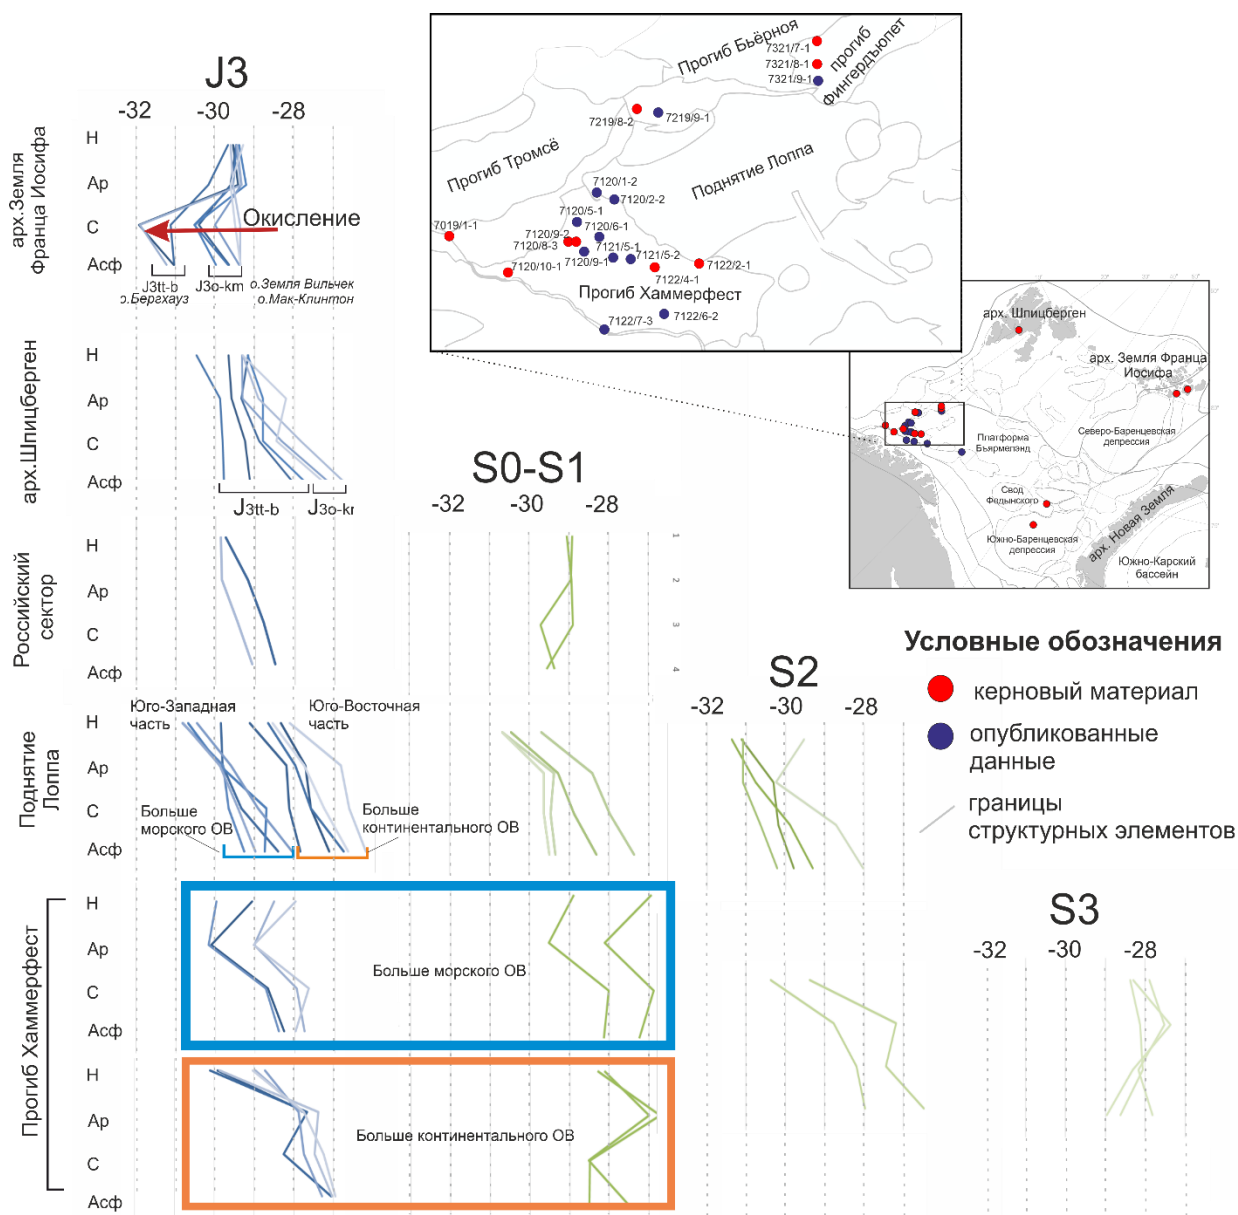 J3
-32 -30 -28
арх.Земля
Франца Иосифа
Н
Ар
С
Асф
Окисление
J3tt-b
о.Бергхауз
J3o-km
о.Земля Вильчек
о.Мак-Клинтон
Прогиб Бьёрноя
прогиб
Фингердъюпет
7321/7-1
7321/8-1
7321/9-1
7219/8-2
7219/9-1
Прогиб Тромсё
Поднятие Лоппа
7120/1-2
7120/2-2
7120/5-1
7120/6-1
7019/1-1
7120/9-2
7120/8-3
7121/5-1
7121/5-2
7122/2-1
7120/10-1
7120/9-1
7122/4-1
Прогиб Хаммерфест
7122/6-2
7122/7-3
арх. Шпицберген
арх. Земля Франца
Иосифа
Северо-Баренцевская
депрессия
Платформа
Бьярмелэнд
Свод
Федынского
Южно-Баренцевская
депрессия
арх. Новая Земля
Южно-Карский
бассейн
арх.Шпицберген
Н
Ар
С
Асф
J3tt-b
J3o-kr
S0-S1
-32 -30 -28
Российский
сектор
Н
Ар
С
Асф
1
2
3
4
S2
-32 -30 -28
Условные обозначения
керновый материал
опубликованные
данные
границы
структурных элементов
Поднятие
Лоппа
Н
Ар
С
Асф
Юго-Западная
часть
Юго-Восточная
часть
Больше
морского ОВ
Больше
континентального ОВ
S3
-32 -30 -28
Прогиб Хаммерфест
Н
Ар
С
Асф
Больше морского ОВ
Н
Ар
С
Асф
Больше континентального ОВ